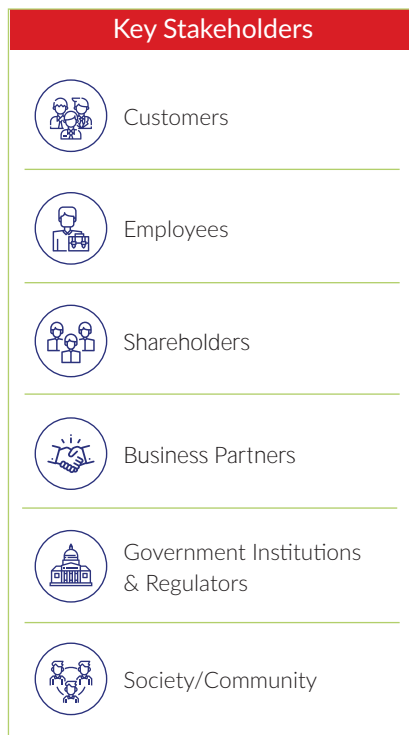 Key Stakeholders
Customers
Employees
Shareholders
Business Partners
Government Institutions
& Regulators
Society/Community